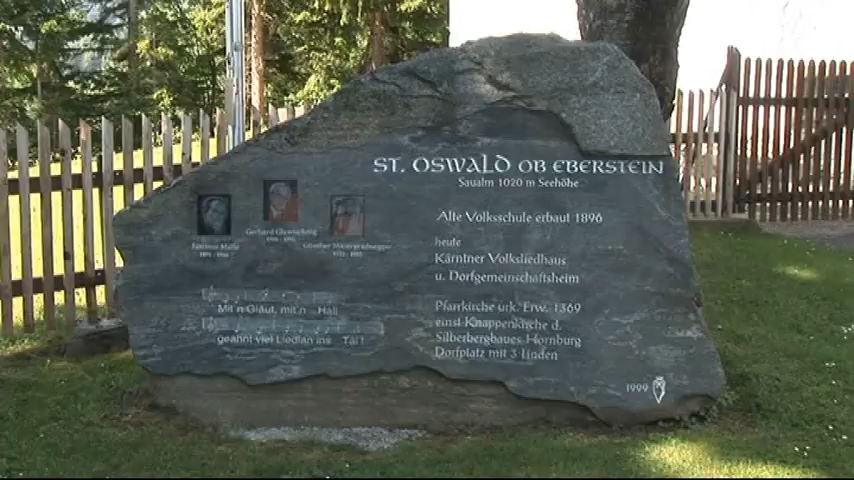 ST. OSWALD OB EBERSTEIN
Saualm 1020 m Seehöhe
Alte Volksschule erbaut 1896
heute
Kärntner Volksliedhaus
u. Dorfgemeinschaftsheim
Pfarrkirche urk. Erw. 1369
einst Knappenkirche d.
Silberbergbaues Hornburg
Dorfplatz mit 3 Linden
1999
Gerhard Glawischnig
Mit'n Glaut, mit'n Hall
geahnt viel Liedlan ins Tal!